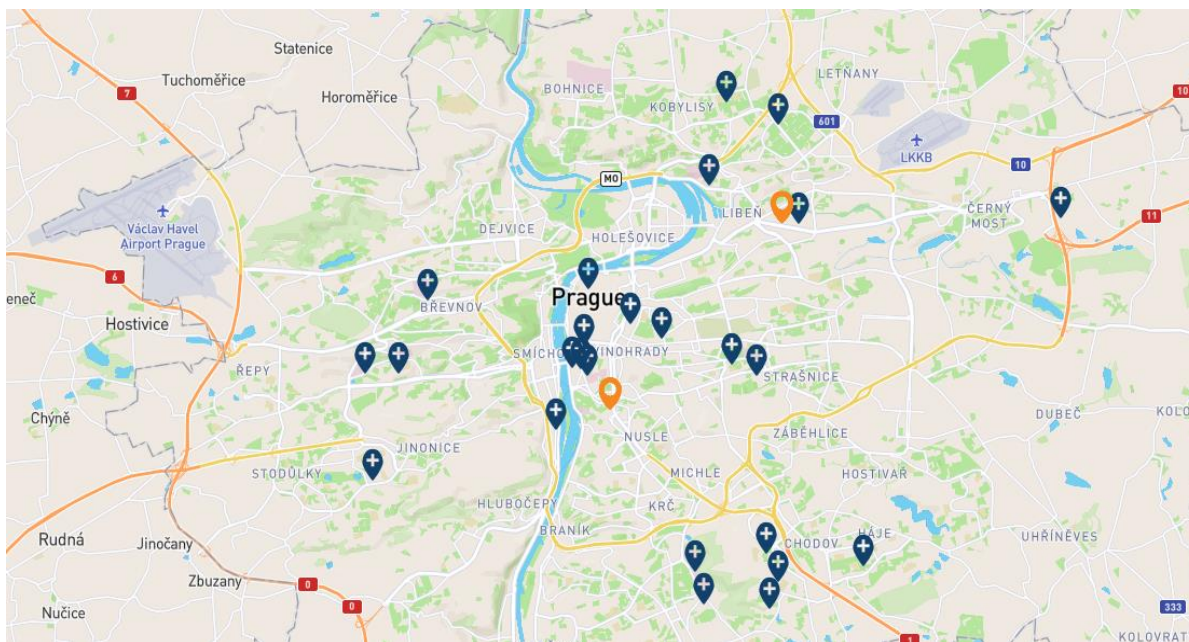 Statenice
Tuchoměřice
LETŇANY
7
Horoměřice
BOHNICE
10
KOBYLISY
601
LKKB
10
M0
ČERNÝ
MOST
LIBEŇ
11
Václav Havel
Airport Prague
DEJVICE
HOLEŠOVICE
6
eneč
Prague
BŘEVNOV
Hostivice
SMÍCHO
VINOHRADY
ŘEPY
STRAŠNICE
Chýně
DUBEČ
KOLO
NUSLE
ZÁBĚHLICE
JINONICE
STODŮLKY
MICHLE
HOSTIVAŘ
HLUBOČEPY
KRČ
BRANÍK
HÁJE
Rudná
Jinočany
CHODOV
UHŘÍNĚVES
Zbuzany
0
0
Nučice
333
1
KOLOVRAT